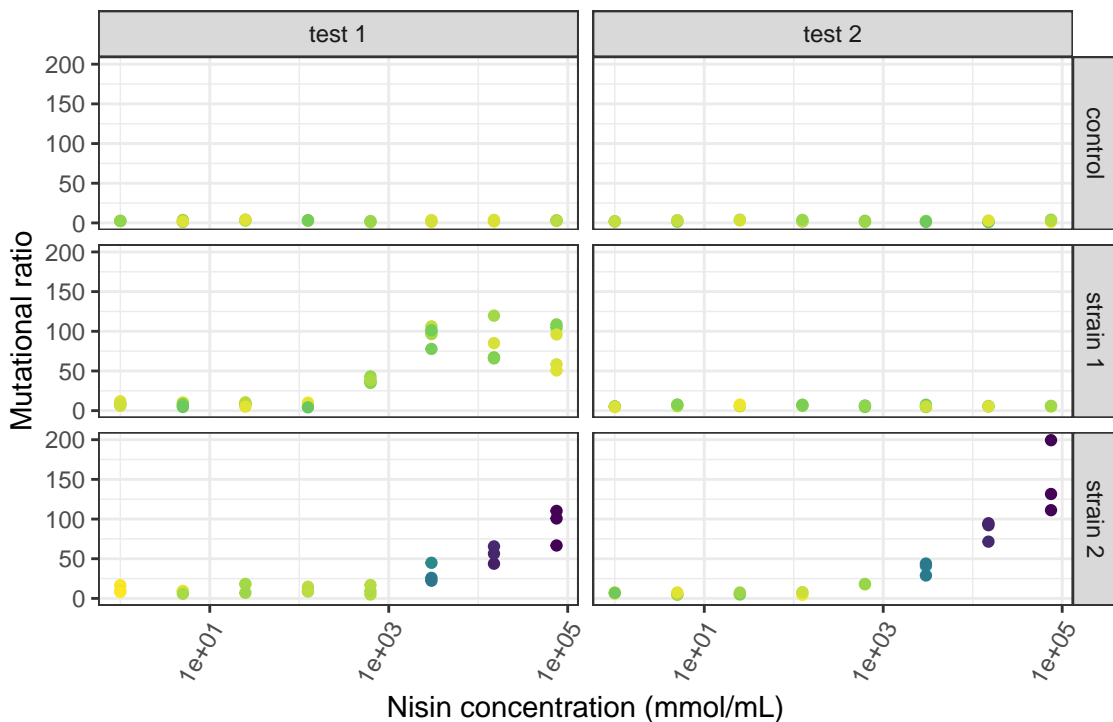 test 1
test 2
200
150
100
50
0
control
200
150
100
50
0
strain 1
200
150
100
50
0
strain 2
Mutational ratio
1e+01
1e+03
1e+05
1e+01
1e+03
1e+05
Nisin concentration (mmol/mL)